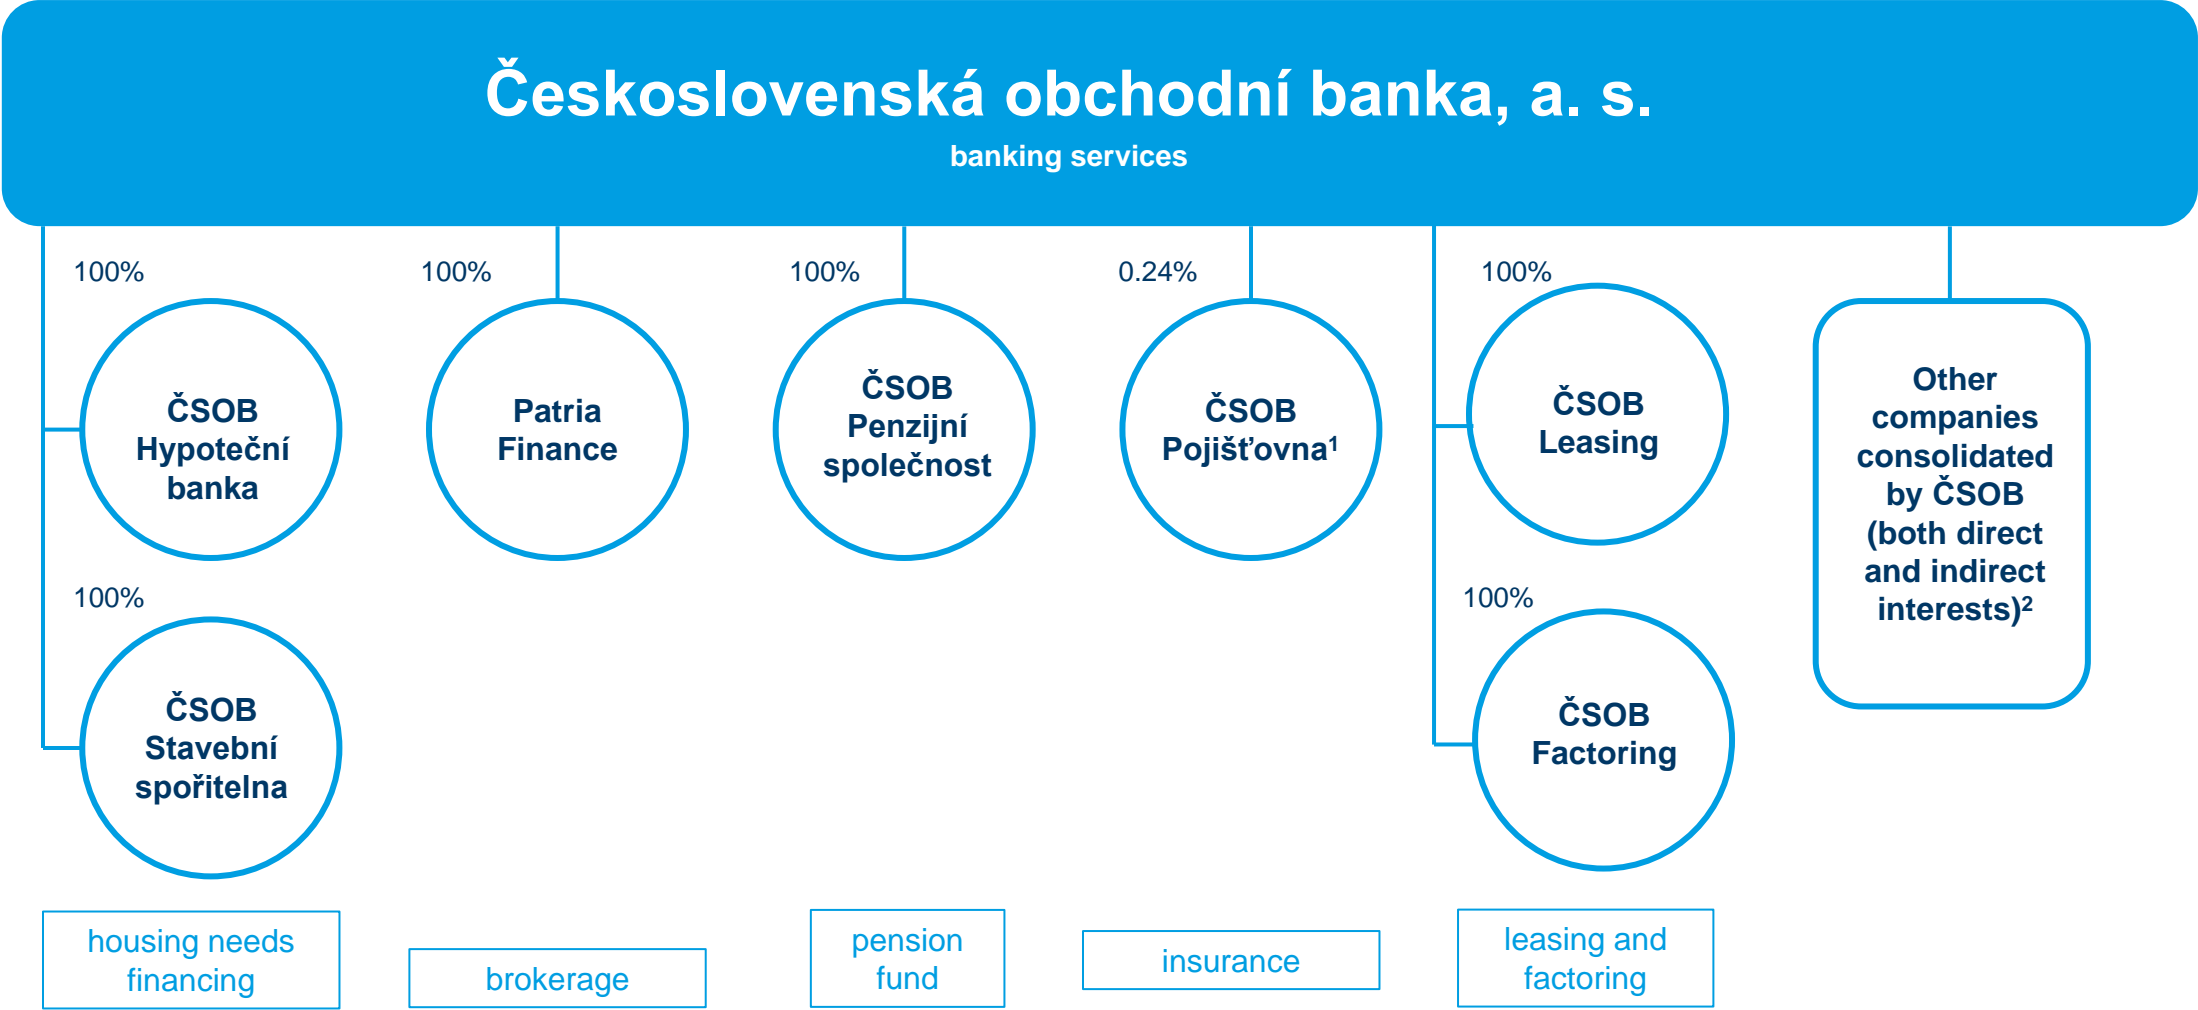 Československá obchodní banka, a. s.
banking services
100%
100%
100%
0.24%
100%
ČSOB
Hypoteční
banka
Patria
Finance
ČSOB
Penzijní
společnost
ČSOB
Pojišťovna¹
ČSOB
Leasing
Other
companies
consolidated
by ČSOB
(both direct
and indirect
interests)²
100%
ČSOB
Stavební
spořitelna
100%
ČSOB
Factoring
housing needs
financing
brokerage
pension
fund
insurance
leasing and
factoring